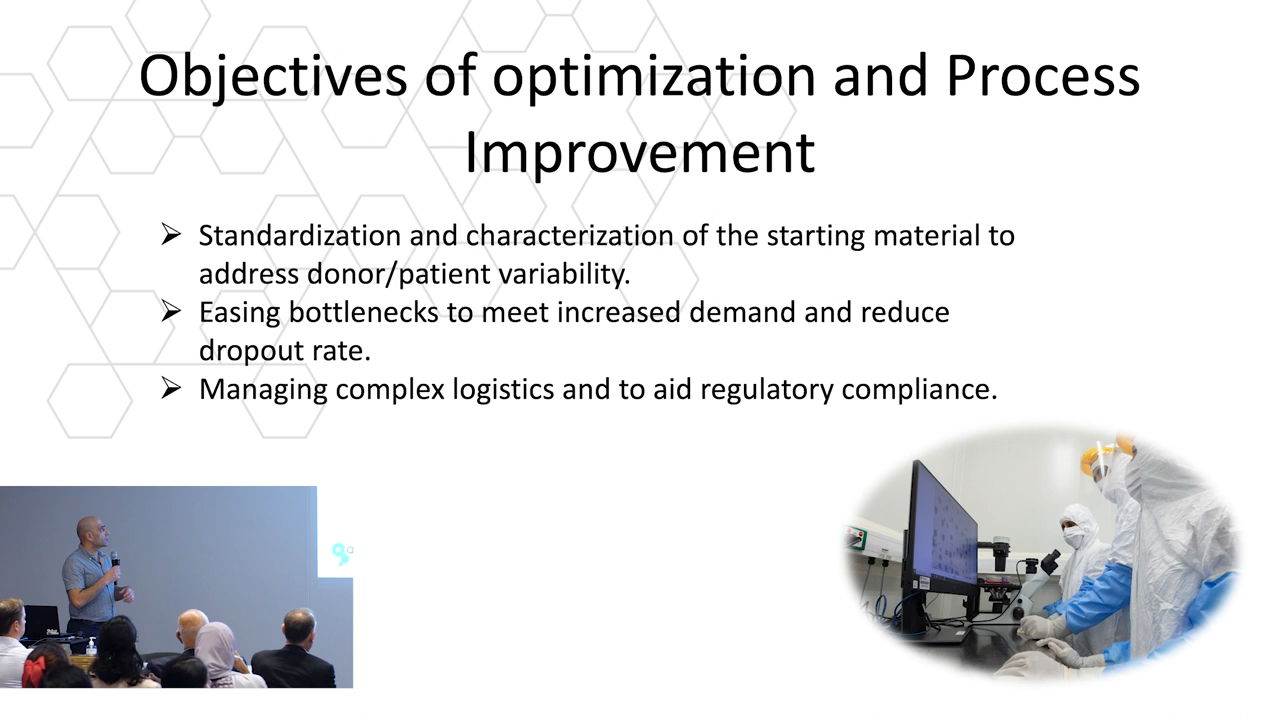 Objectives of optimization and Process
Improvement
➢ Standardization and characterization of the starting material to
address donor/patient variability.
➢ Easing bottlenecks to meet increased demand and reduce
dropout rate.
➢ Managing complex logistics and to aid regulatory compliance.